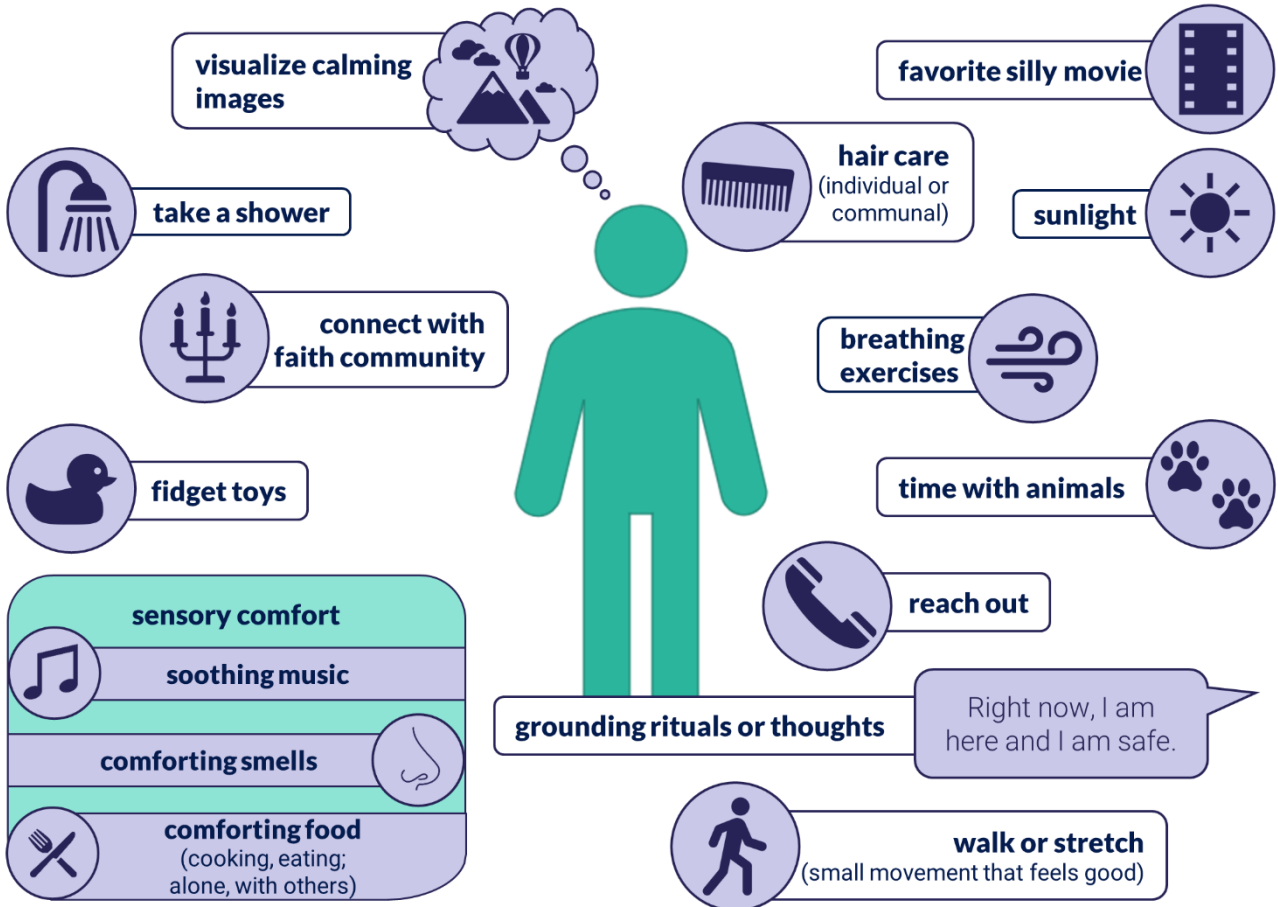 visualize calming
images
favorite silly movie
hair care
(individual or
communal)
take a shower
sunlight
connect with
faith community
breathing
exercises
fidget toys
time with animals
reach out
sensory comfort
soothing music
comforting smells
comforting food
(cooking, eating;
alone, with others)
grounding rituals or thoughts
Right now, I am
here and I am safe.
walk or stretch
(small movement that feels good)